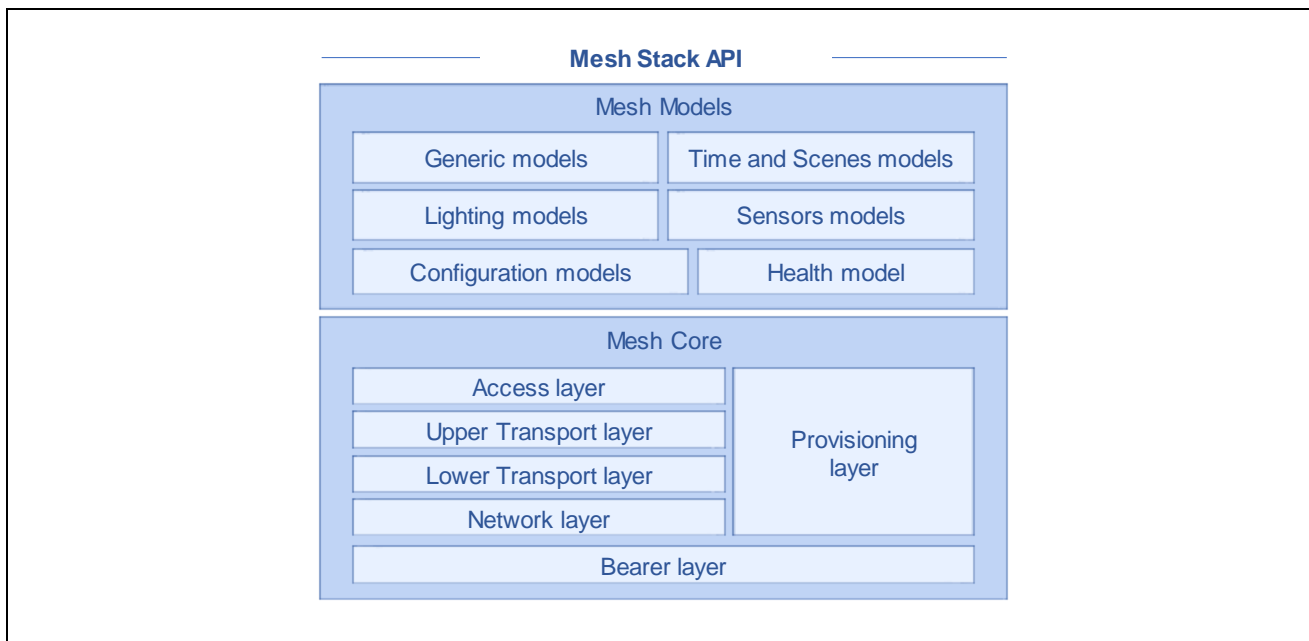 Mesh Stack API
Mesh Models
Generic models
Time and Scenes models
Lighting models
Sensors models
Configuration models
Health model
Mesh Core
Access layer
Upper Transport layer
Lower Transport layer
Network layer
Provisioning
layer
Bearer layer